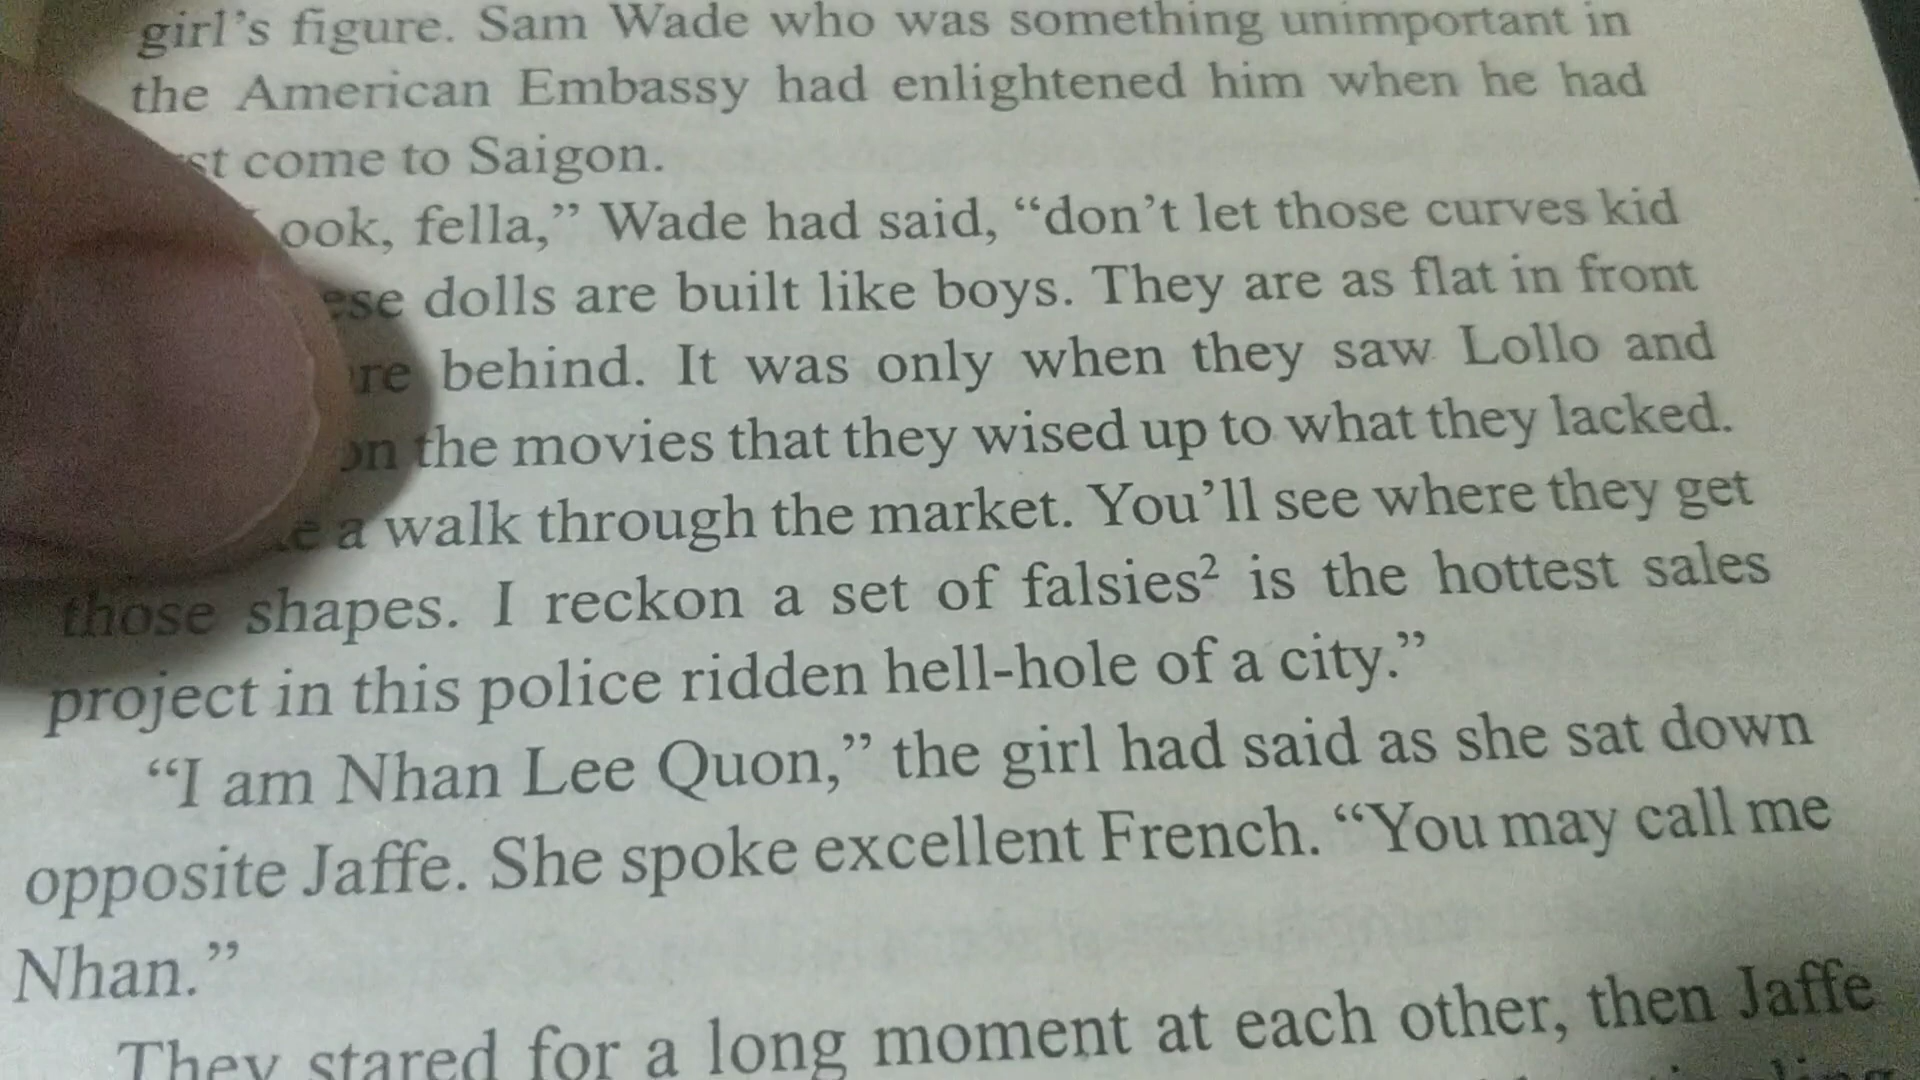 girl's figure. Sam Wade who was something unimportant in
the American Embassy had enlightened him when he had
come to Saigon.
fella,” Wade had said, “don't let those curves kid
dolls are built like boys. They are as flat in front
behind. It was only when they saw Lollo and
the movies that they wised up to what they lacked.
a walk through the market. You'll see where they get
those shapes. I reckon a set of falsies² is the hottest sales
project in this police ridden hell-hole of a city.”
“I am Nhan Lee Quon,” the girl had said as she sat down
opposite Jaffe. She spoke excellent French. “You may call me
Nhan.”
They stared for a long moment at each other, then Jaffe